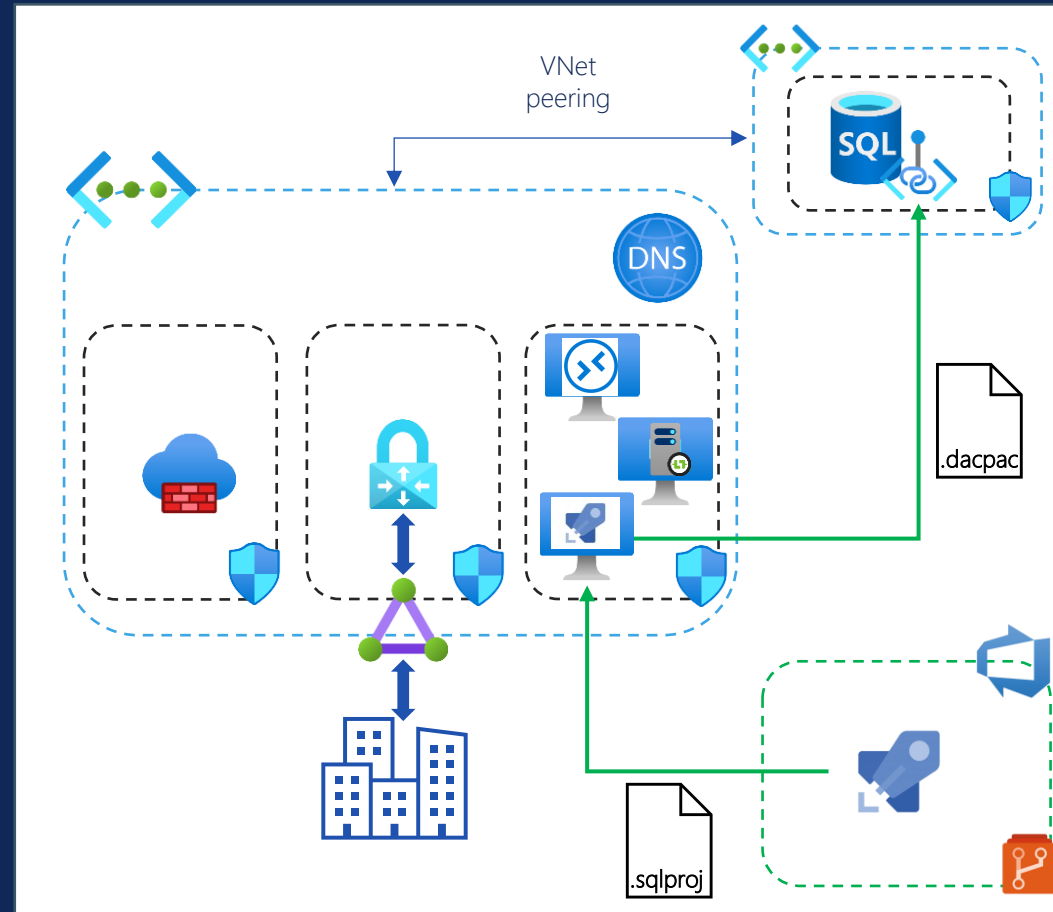 VNet
peering
SQL
DNS
.dacpac
.sqlproj